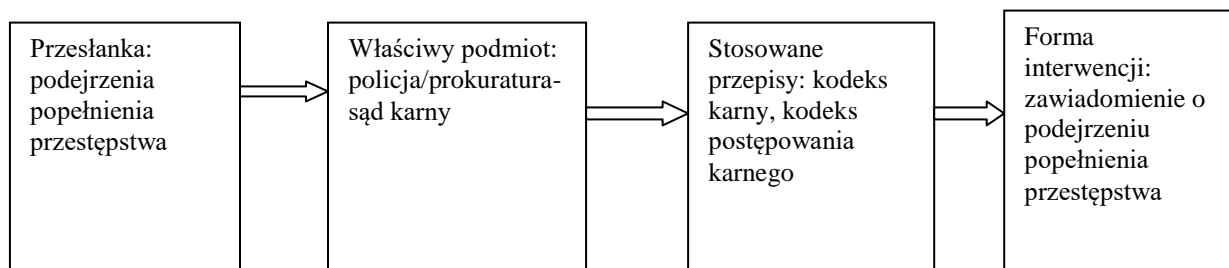 Przesłanka:
podejrzenia
popełnienia
przestępstwa
Właściwy podmiot:
policja/prokuratura-
sąd karny
Stosowane
przepisy: kodeks
karny, kodeks
postępowania
karnego
Forma
interwencji:
zawiadomienie o
podejrzeniu
popełnienia
przestępstwa